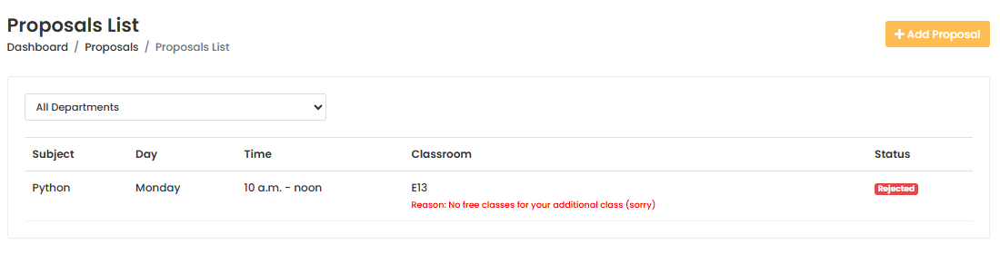 Proposals List
Dashboard / Proposals / Proposals List
+ Add Proposal
All Departments
Subject Day Time Classroom Status
Python Monday 10 a.m. - noon E13 Rejected
Reason: No free classes for your additional class (sorry)